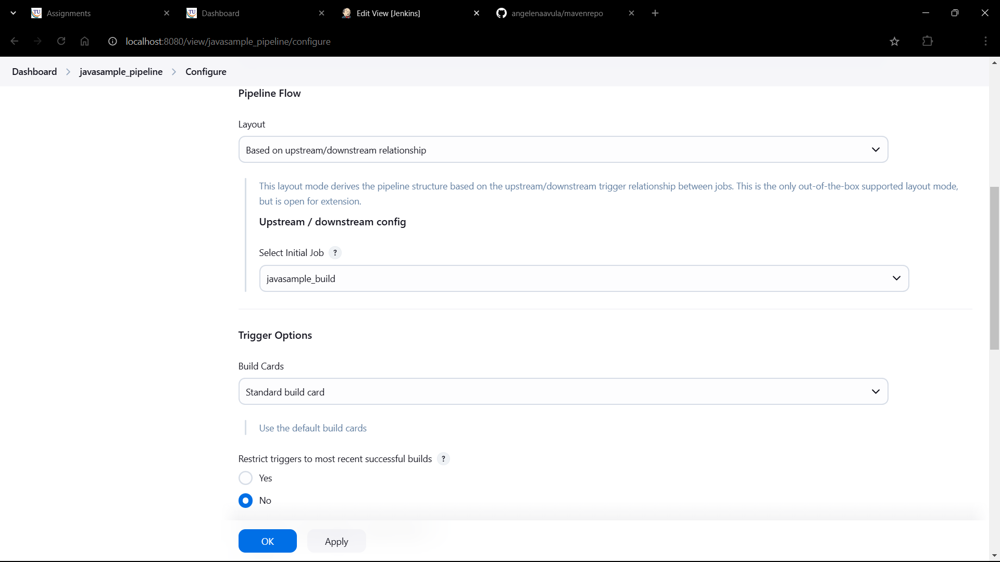 Assignments
Dashboard
Edit View [Jenkins]
angelenaavula/mavenrepo
localhost:8080/view/javasample_pipeline/configure
Dashboard > javasample_pipeline > Configure
Pipeline Flow
Layout
Based on upstream/downstream relationship
This layout mode derives the pipeline structure based on the upstream/downstream trigger relationship between jobs. This is the only out-of-the-box supported layout mode,
but is open for extension.
Upstream / downstream config
Select Initial Job ?
javasample_build
Trigger Options
Build Cards
Standard build card
Use the default build cards
Restrict triggers to most recent successful builds ?
Yes
No
OK
Apply